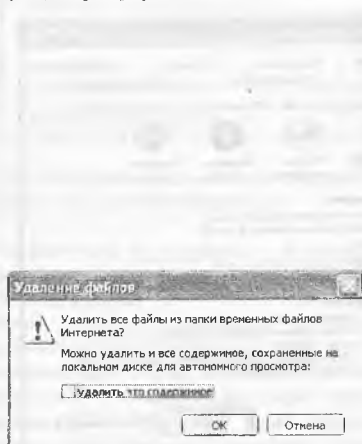 Удаление файлов
Удалить все файлы из папки временных файлов
Интернета?
Можно удалить и все содержимое, сохраненные на
локальном диске для автономного просмотра:
Удалить это содержимое
ОК
Отмена